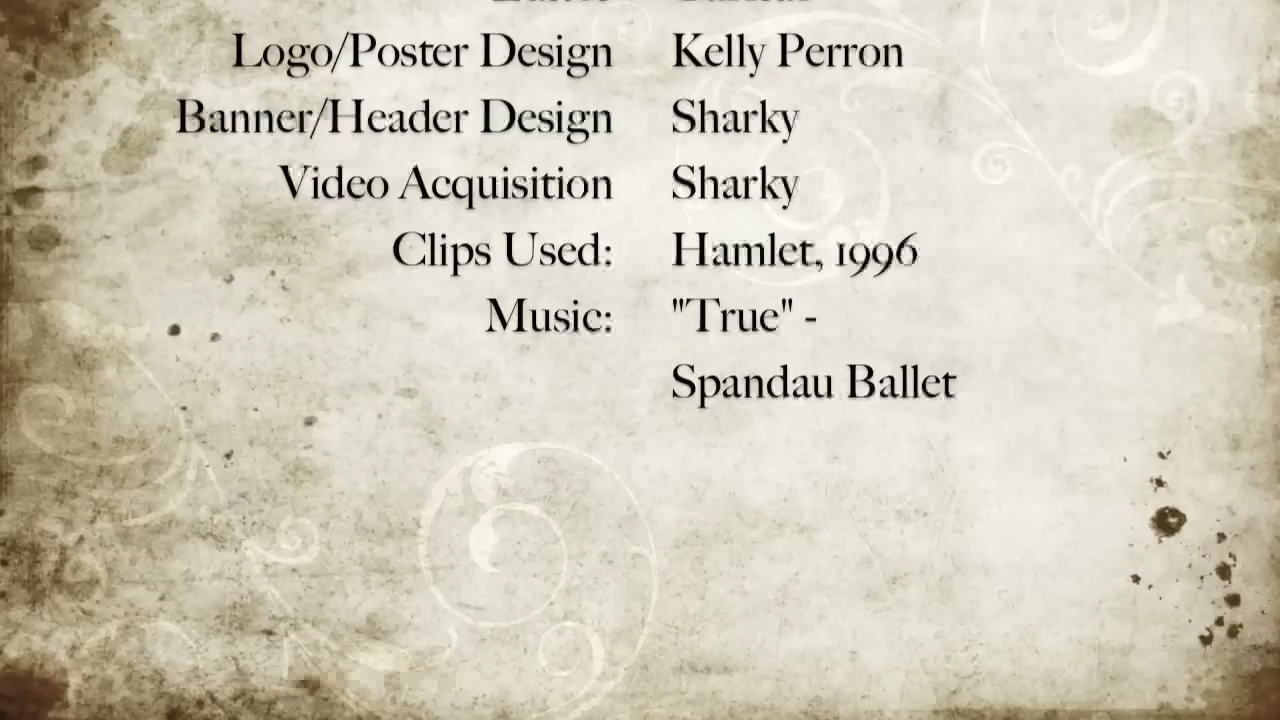 Logo/Poster Design Kelly Perron
Banner/Header Design Sharky
Video Acquisition Sharky
Clips Used: Hamlet, 1996
Music: "True" -
Spandau Ballet